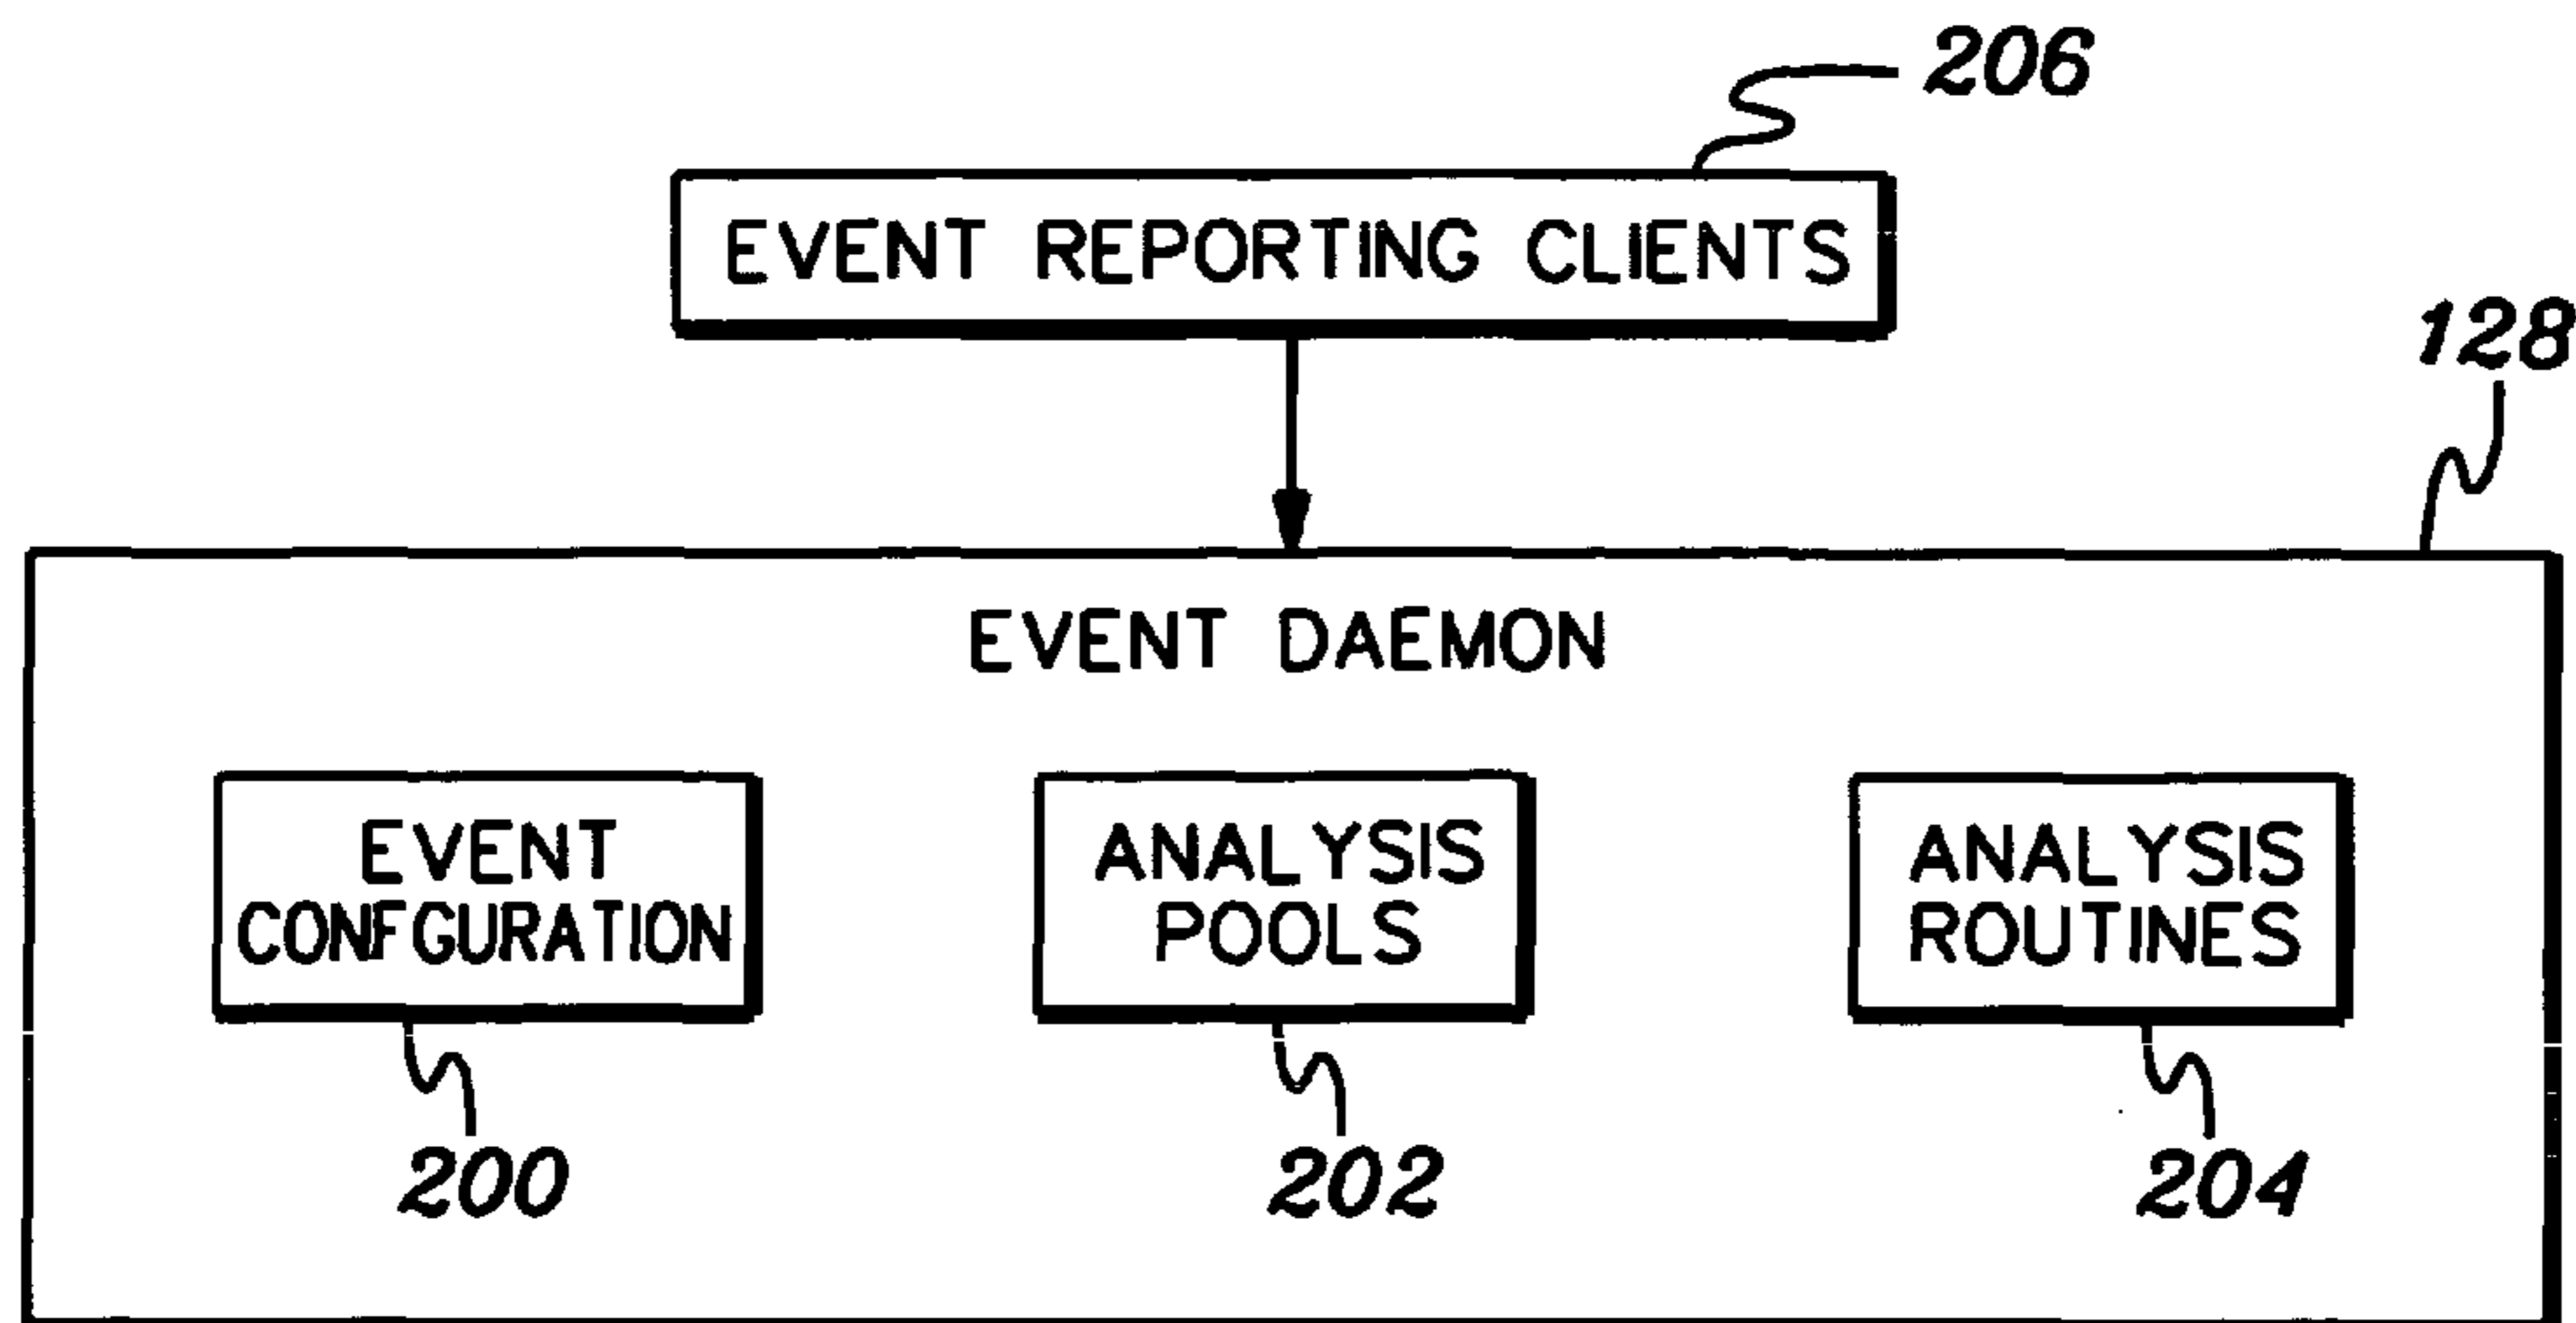 206
EVENT REPORTING CLIENTS
128
EVENT DAEMON
EVENT
CONFGURATION
ANALYSIS
POOLS
ANALYSIS
ROUTINES
200
202
204